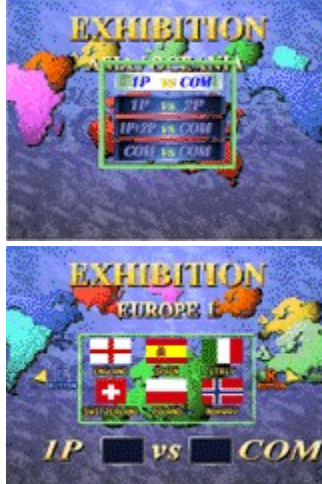 EXHIBITION
1P vs COM
1P vs 2P
1P+2P vs COM
COM vs COM
EXHIBITION
EUROPE 1
ENGLAND SPAIN ITALY
SWITZERLAND POLAND NORWAY
1P vs COM